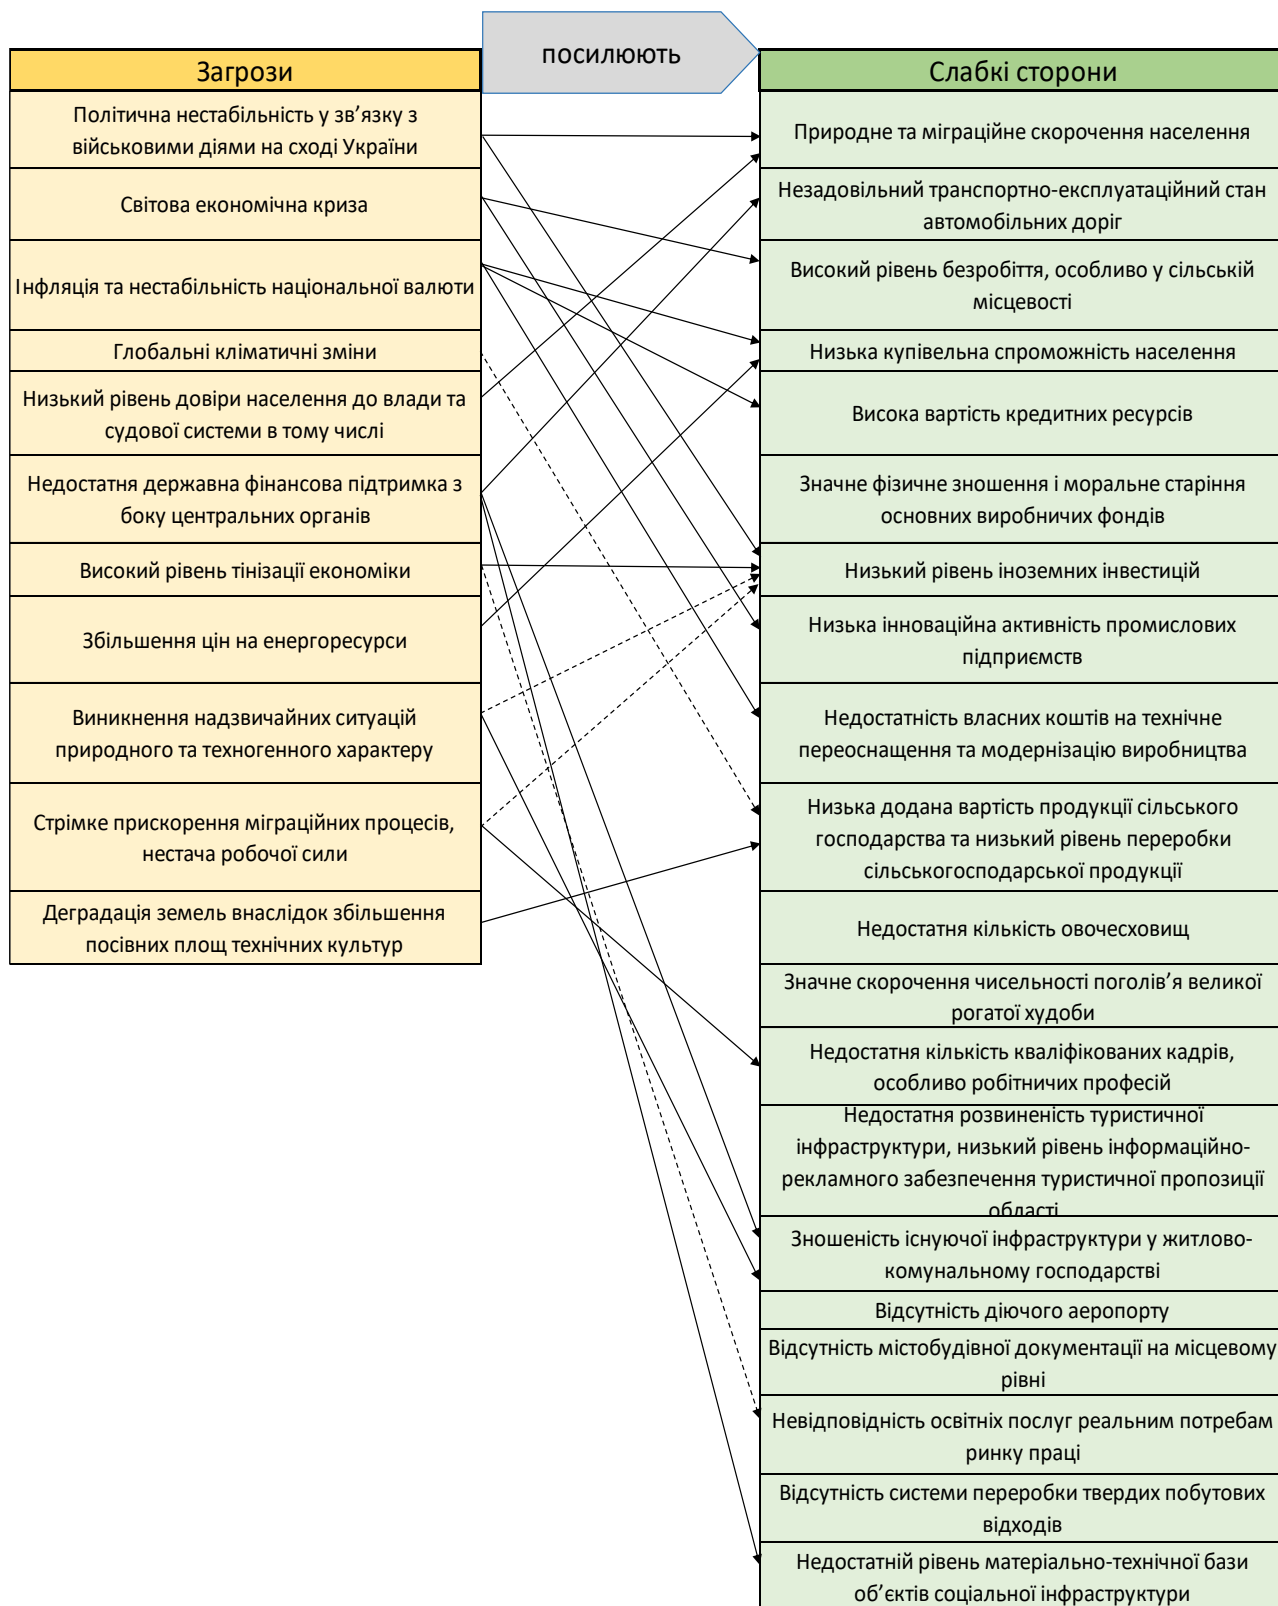 посилюють
Загрози
Політична нестабільність у зв’язку з
військовими діями на сході України
Світова економічна криза
Інфляція та нестабільність національної валюти
Глобальні кліматичні зміни
Низький рівень довіри населення до влади та
судової системи в тому числі
Недостатня державна фінансова підтримка з
боку центральних органів
Високий рівень тінізації економіки
Збільшення цін на енергоресурси
Виникнення надзвичайних ситуацій
природного та техногенного характеру
Стрімке прискорення міграційних процесів,
нестача робочої сили
Деградація земель внаслідок збільшення
посівних площ технічних культур
Слабкі сторони
Природне та міграційне скорочення населення
Незадовільний транспортно-експлуатаційний стан
автомобільних доріг
Високий рівень безробіття, особливо у сільській
місцевості
Низька купівельна спроможність населення
Висока вартість кредитних ресурсів
Значне фізичне зношення і моральне старіння
основних виробничих фондів
Низький рівень іноземних інвестицій
Низька інноваційна активність промислових
підприємств
Недостатність власних коштів на технічне
переоснащення та модернізацію виробництва
Низька додана вартість продукції сільського
господарства та низький рівень переробки
сільськогосподарської продукції
Недостатня кількість овочесховищ
Значне скорочення чисельності поголів’я великої
рогатої худоби
Недостатня кількість кваліфікованих кадрів,
особливо робітничих професій
Недостатня розвиненість туристичної
інфраструктури, низький рівень інформаційно-
рекламного забезпечення туристичної пропозиції
області
Зношеність існуючої інфраструктури у житлово-
комунальному господарстві
Відсутність діючого аеропорту
Відсутність містобудівної документації на місцевому
рівні
Невідповідність освітніх послуг реальним потребам
ринку праці
Відсутність системи переробки твердих побутових
відходів
Недостатній рівень матеріально-технічної бази
об’єктів соціальної інфраструктури